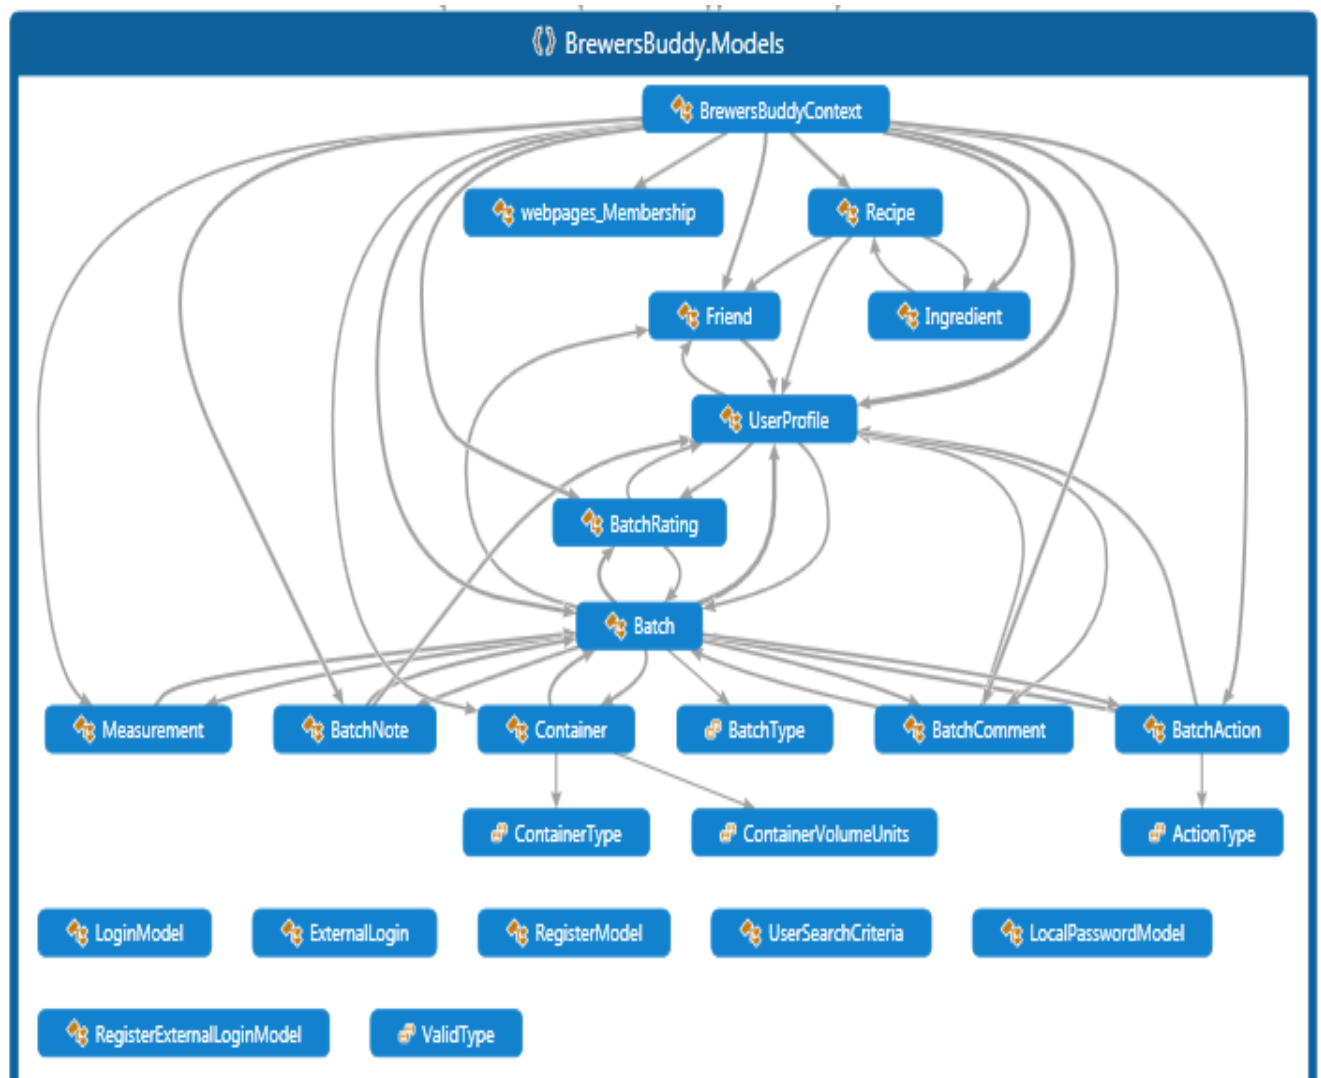 BrewersBuddy.Models
BrewersBuddyContext
webpages_Membership
Recipe
Friend
Ingredient
UserProfile
BatchRating
Batch
Measurement
BatchNote
Container
BatchType
BatchComment
BatchAction
ContainerType
ContainerVolumeUnits
ActionType
LoginModel
ExternalLogin
RegisterModel
UserSearchCriteria
LocalPasswordModel
RegisterExternalLoginModel
ValidType